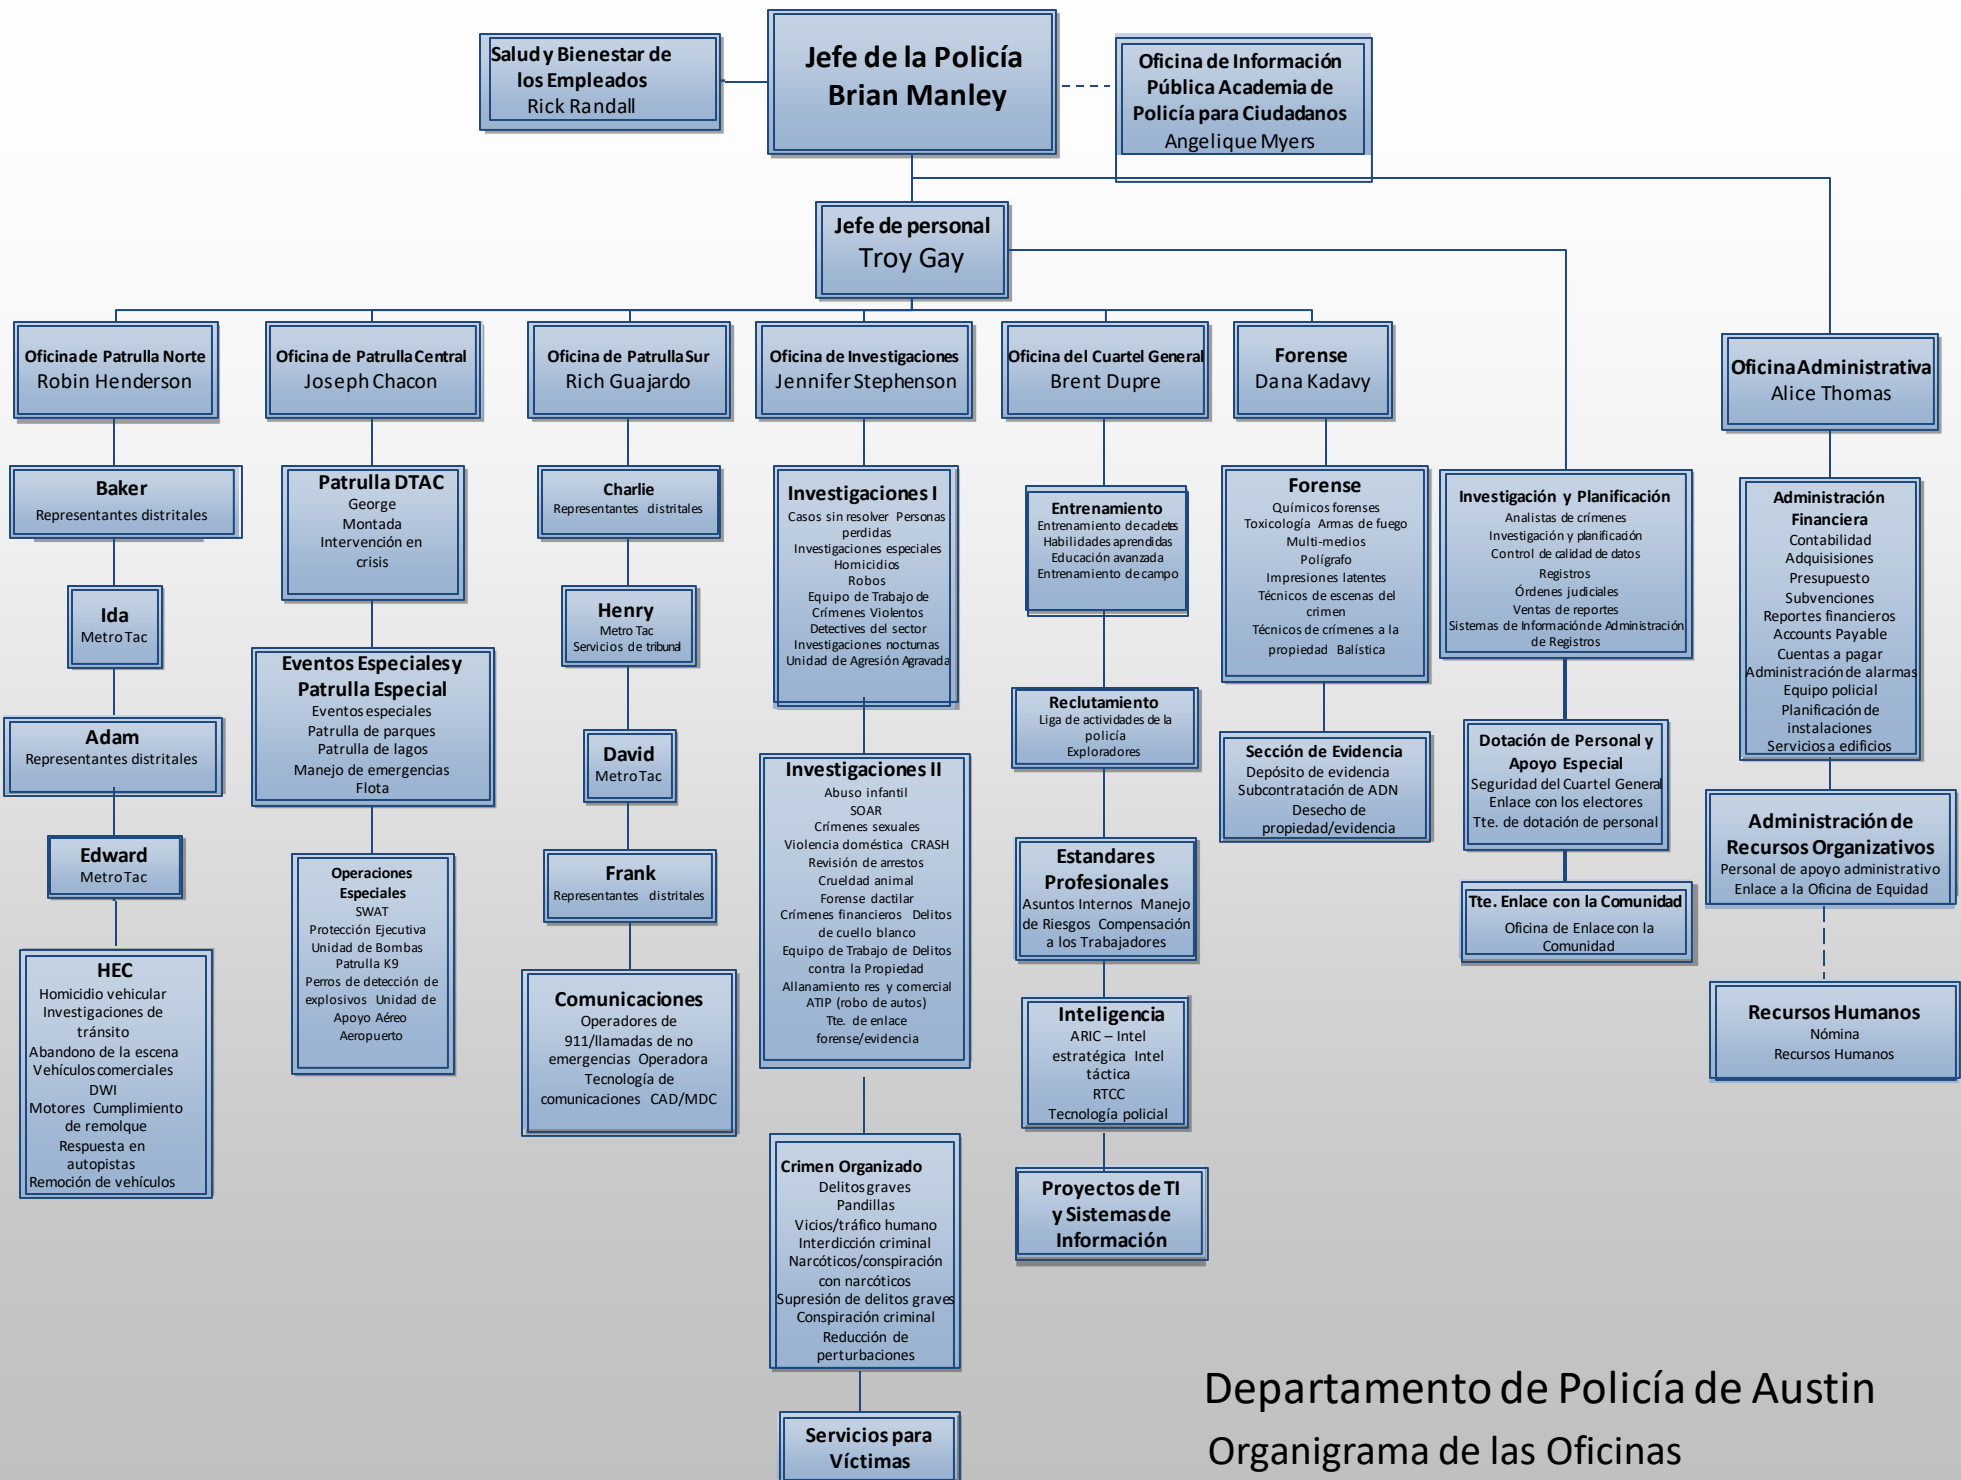 Salud y Bienestar de
los Empleados
Rick Randall
Jefe de la Policía
Brian Manley
Oficina de Información
Pública Academia de
Policía para Ciudadanos
Angelique Myers
Jefe de personal
Troy Gay
Oficina de Patrulla Norte
Robin Henderson
Oficina de Patrulla Central
Joseph Chacon
Oficina de Patrulla Sur
Rich Guajardo
Oficina de Investigaciones
Jennifer Stephenson
Oficina del Cuartel General
Brent Dupre
Forense
Dana Kadavy
Oficina Administrativa
Alice Thomas
Baker
Representantes distritales
Ida
Metro Tac
Adam
Representantes distritales
Edward
Metro Tac
HEC
Homicidio vehicular
Investigaciones de
tránsito
Abandono de la escena
Vehículos comerciales
DWI
Motores Cumplimiento
de remolque
Respuesta en
autopistas
Remoción de vehículos
Patrulla DTAC
George
Montada
Intervención en
crisis
Eventos Especiales y
Patrulla Especial
Eventos especiales
Patrulla de parques
Patrulla de lagos
Manejo de emergencias
Flota
Operaciones
Especiales
SWAT
Protección Ejecutiva
Unidad de Bombas
Patrulla K9
Perros de detección de
explosivos Unidad de
Apoyo Aéreo
Aeropuerto
Charlie
Representantes distritales
Henry
Metro Tac
Servicios de tribunal
David
Metro Tac
Frank
Representantes distritales
Comunicaciones
Operadores de
911/llamadas de no
emergencias Operadora
Tecnología de
comunicaciones CAD/MDC
Investigaciones I
Casos sin resolver Personas
perdidas
Investigaciones especiales
Homicidios
Robos
Equipo de Trabajo de
Crímenes Violentos
Detectives del sector
Investigaciones nocturnas
Unidad de Agresión Agravada
Investigaciones II
Abuso infantil
SOAR
Crímenes sexuales
Violencia doméstica CRASH
Revisión de arrestos
Crueldad animal
Forense dactilar
Crímenes financieros Delitos
de cuello blanco
Equipo de Trabajo de Delitos
contra la Propiedad
Allanamiento res y comercial
ATIP (robo de autos)
Tte. de enlace
forense/evidencia
Crimen Organizado
Delitos graves
Pandillas
Vicios/tráfico humano
Interdicción criminal
Narcóticos/conspiración
con narcóticos
Supresión de delitos graves
Conspiración criminal
Reducción de
perturbaciones
Servicios para
Víctimas
Entrenamiento
Entrenamiento de cadetes
Habilidades aprendidas
Educación avanzada
Entrenamiento de campo
Reclutamiento
Liga de actividades de la
policía
Exploradores
Estandares
Profesionales
Asuntos Internos Manejo
de Riesgos Compensación
a los Trabajadores
Inteligencia
ARIC – Intel
estratégica Intel
táctica
RTCC
Tecnología policial
Proyectos de TI
y Sistemas de
Información
Forense
Químicos forenses
Toxicología Armas de fuego
Multi-medios
Polígrafo
Impresiones latentes
Técnicos de escenas del
crimen
Técnicos de crímenes a la
propiedad Balística
Sección de Evidencia
Depósito de evidencia
Subcontratación de ADN
Desecho de
propiedad/evidencia
Investigación y Planificación
Analistas de crímenes
Investigación y planificación
Control de calidad de datos
Registros
Órdenes judiciales
Ventas de reportes
Sistemas de Información de Administración
de Registros
Dotación de Personal y
Apoyo Especial
Seguridad del Cuartel General
Enlace con los electores
Tte. de dotación de personal
Tte. Enlace con la Comunidad
Oficina de Enlace con la
Comunidad
Administración
Financiera
Contabilidad
Adquisiones
Presupuesto
Subvenciones
Reportes financieros
Accounts Payable
Cuentas a pagar
Administración de alarmas
Equipo policial
Planificación de
instalaciones
Servicios a edificios
Administración de
Recursos Organizativos
Personal de apoyo administrativo
Enlace a la Oficina de Equidad
Recursos Humanos
Nómina
Recursos Humanos
Departamento de Policía de Austin
Organigrama de las Oficinas